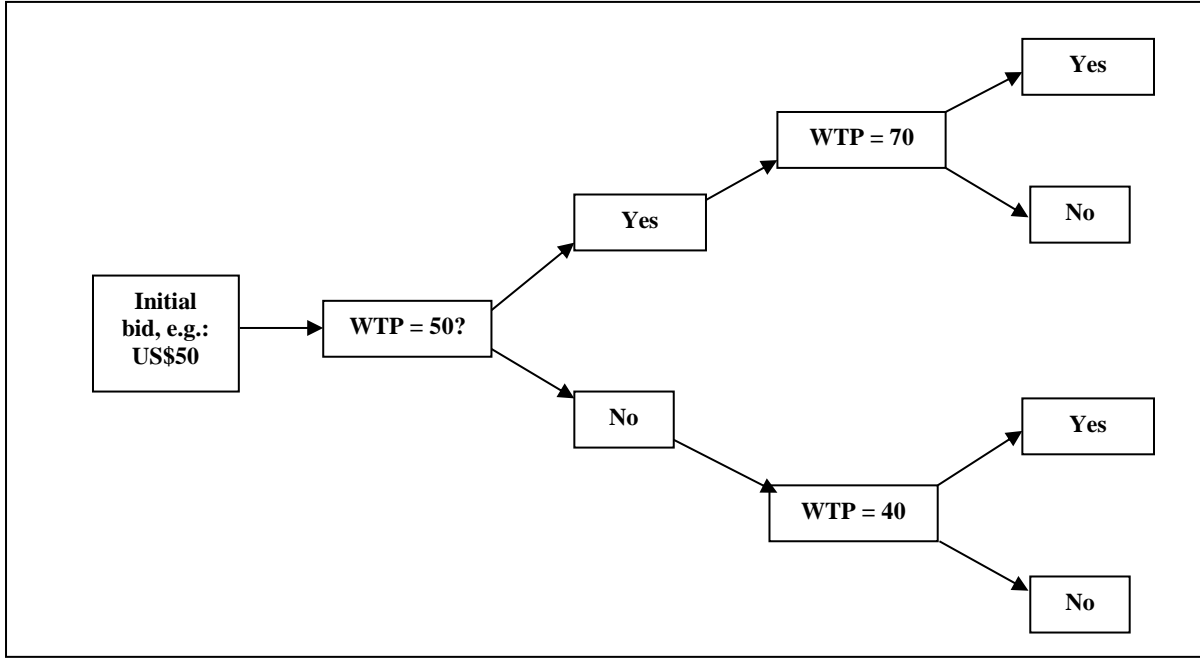 Initial
bid, e.g.:
US$50
WTP = 50?
Yes
WTP = 70
Yes
No
No
WTP = 40
Yes
No